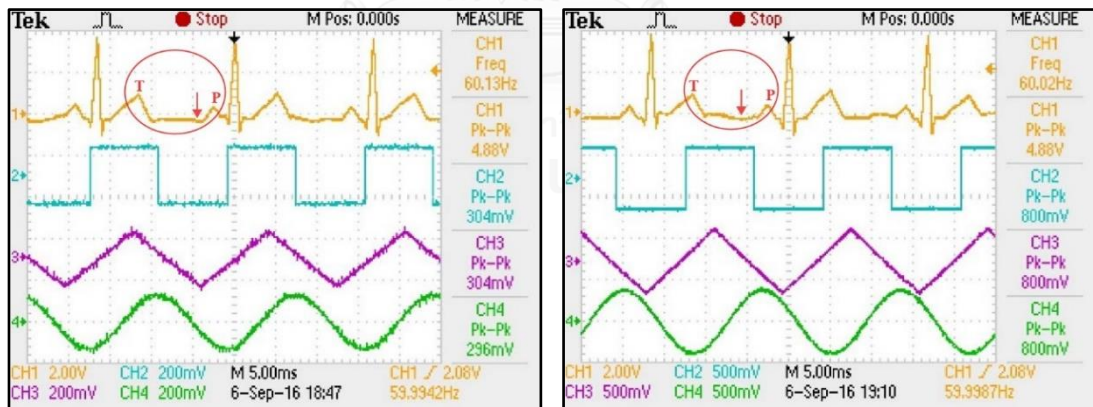 Tek Stop M Pos: 0.000s MEASURE
CH1
Freq
60.13Hz
T
P
1
CH1
Pk-Pk
4.88V
2
CH2
Pk-Pk
304mV
3
CH3
Pk-Pk
304mV
4
CH4
Pk-Pk
296mV
CH1 2.00V CH2 200mV M 5.00ms CH1 / 2.08V
CH3 200mV CH4 200mV 6-Sep-16 18:47 59.9942Hz
Tek Stop M Pos: 0.000s MEASURE
CH1
Freq
60.02Hz
T
P
1
CH1
Pk-Pk
4.88V
2
CH2
Pk-Pk
800mV
3
CH3
Pk-Pk
800mV
4
CH4
Pk-Pk
800mV
CH1 2.00V CH2 500mV M 5.00ms CH1 / 2.08V
CH3 500mV CH4 500mV 6-Sep-16 19:10 59.9987Hz